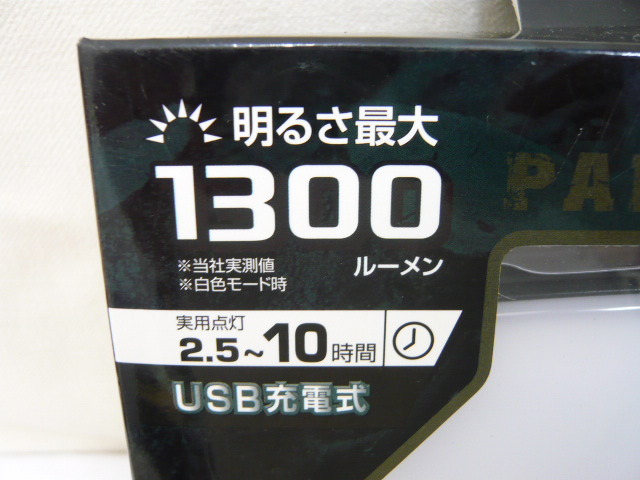 明るさ最大
1300
※当社実測値 ルーメン
※白色モード時
実用点灯
2.5~10時間
USB充電式
PA